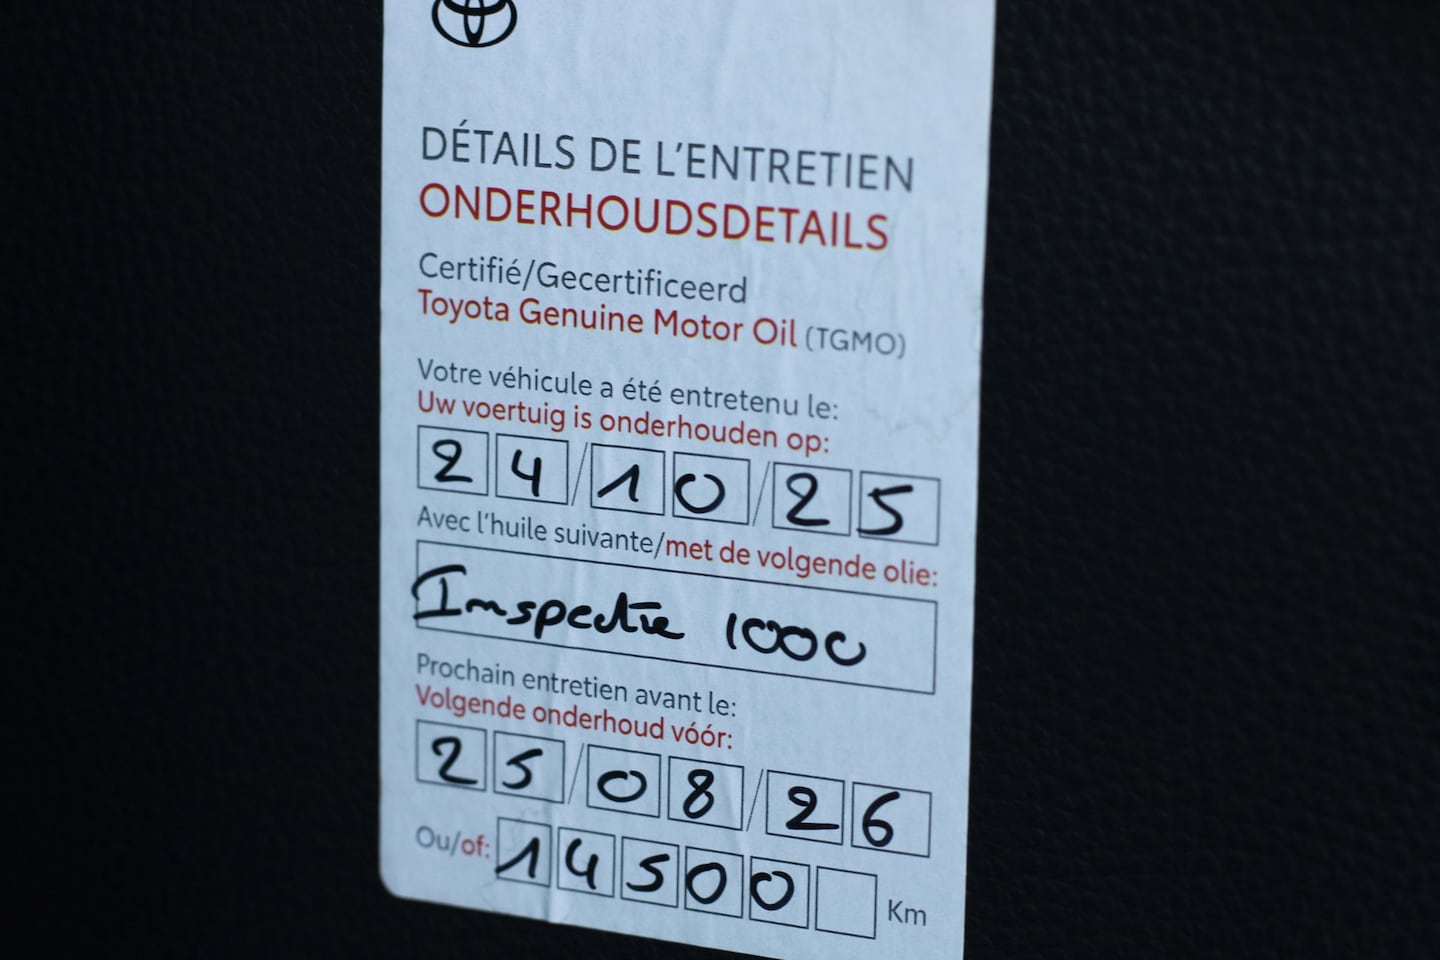 DÉTAILS DE L'ENTRETIEN
ONDERHOUDSDETAILS
Certifié/Gecertificeerd
Toyota Genuine Motor Oil (TGMO)
Votre véhicule a été entretenu le:
Uw voertuig is onderhouden op:
24/10/25
Avec l'huile suivante/met de volgende olie:
Inspectie 1000
Prochain entretien avant le:
Volgende onderhoud vóór:
25/08/26
Ou/of: 14500 Km